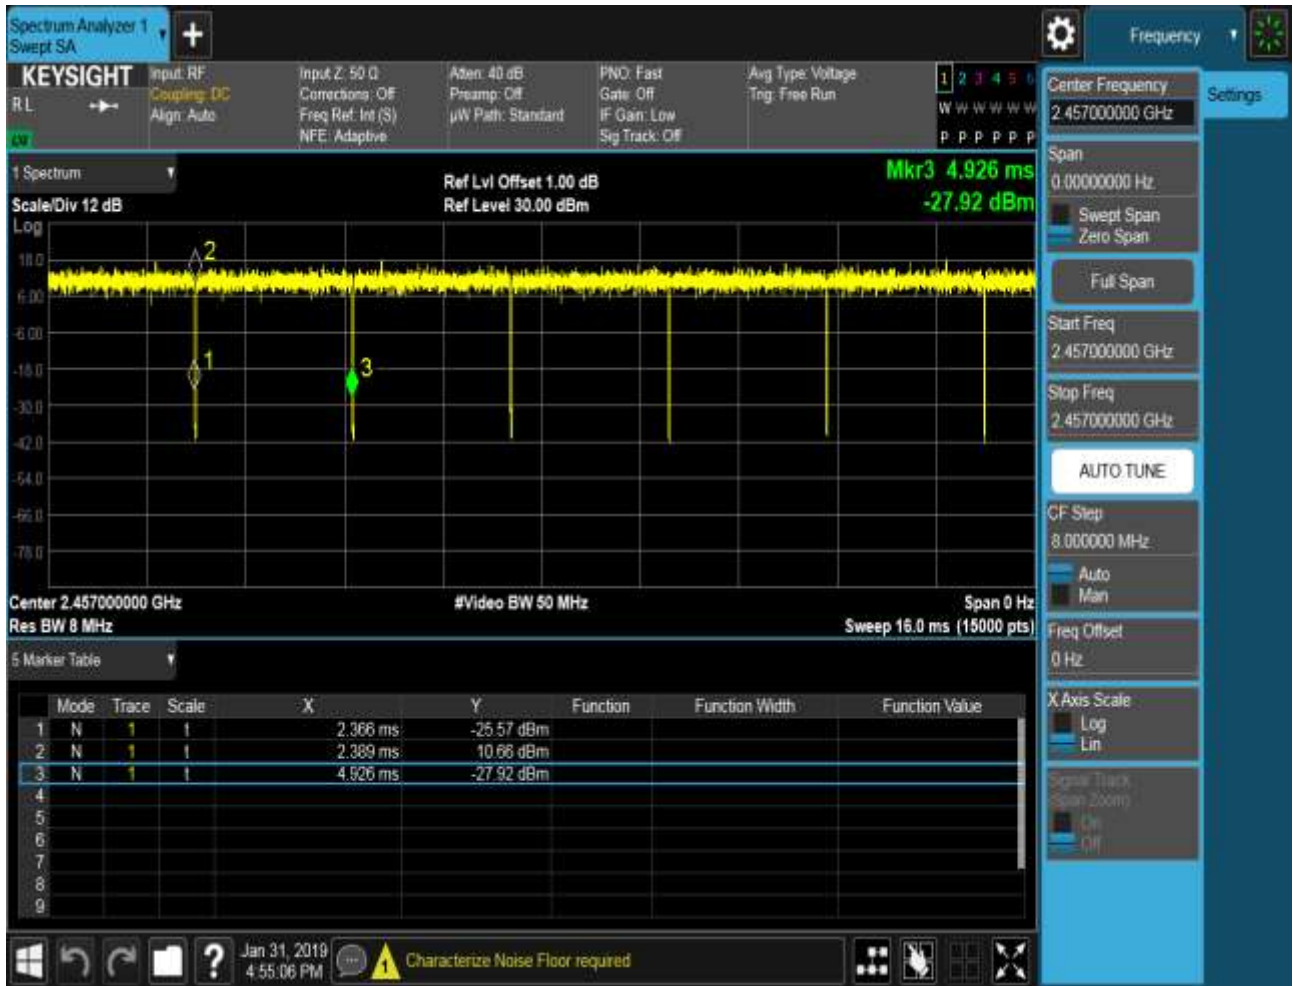 Spectrum Analyzer 1
Swept SA
Frequency
KEYSIGHT
R L
Input: RF
Coupling: DC
Align: Auto
Input Z: 50 Ω
Corrections: Off
Freq Ref: Int (S)
NFE: Adaptive
Atten: 40 dB
Preamp: Off
µW Path: Standard
PNO: Fast
Gate: Off
IF Gain: Low
Sig Track: Off
Avg Type: Voltage
Trig: Free Run
1 2 3 4 5 6
W W W W W W
P P P P P P
Settings
1 Spectrum
Scale/Div 12 dB
Ref Lvl Offset 1.00 dB
Ref Level 30.00 dBm
Mkr3 4.926 ms
-27.92 dBm
Log
18.0
6.00
-6.00
-18.0
-30.0
-42.0
-54.0
-66.0
-78.0
2
1
3
Center 2.457000000 GHz
#Video BW 50 MHz
Span 0 Hz
Res BW 8 MHz
Sweep 16.0 ms (15000 pts)
5 Marker Table
Mode Trace Scale X Y Function Function Width Function Value
1 N 1 t 2.366 ms -25.57 dBm
2 N 1 t 2.389 ms 10.66 dBm
3 N 1 t 4.926 ms -27.92 dBm
4
5
6
7
8
9
Center Frequency
2.457000000 GHz
Span
0.00000000 Hz
Swept Span
Zero Span
Full Span
Start Freq
2.457000000 GHz
Stop Freq
2.457000000 GHz
AUTO TUNE
CF Step
8.000000 MHz
Auto
Man
Freq Offset
0 Hz
X Axis Scale
Log
Lin
Signal Track
(Span Zoom)
On
Off
?
Jan 31, 2019
4:55:06 PM
1
Characterize Noise Floor required